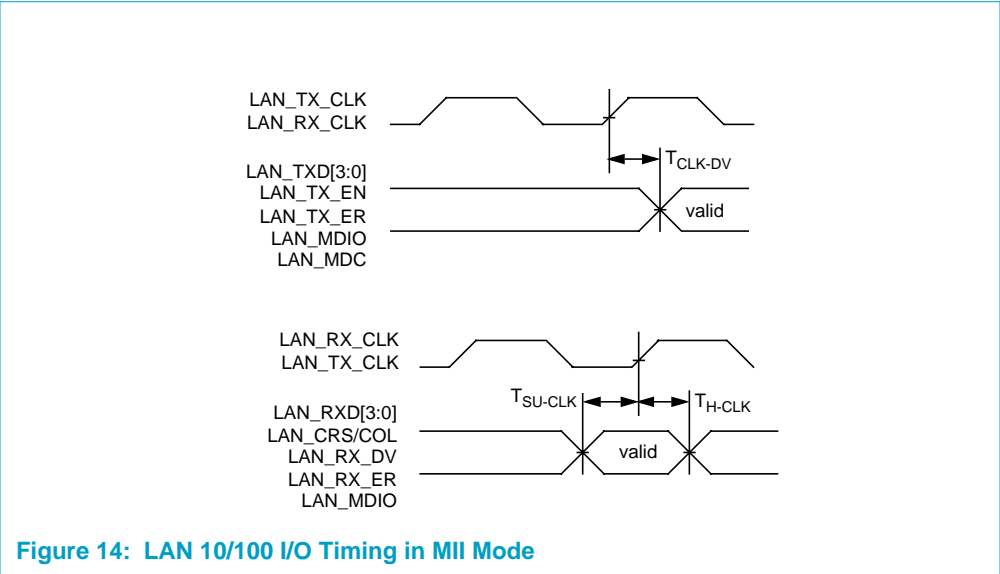 LAN_TX_CLK
LAN_RX_CLK
T_CLK-DV
LAN_TXD[3:0]
LAN_TX_EN
LAN_TX_ER
valid
LAN_MDIO
LAN_MDC
LAN_RX_CLK
LAN_TX_CLK
T_SU-CLK
T_H-CLK
LAN_RXD[3:0]
LAN_CRS/COL
LAN_RX_DV
valid
LAN_RX_ER
LAN_MDIO
Figure 14: LAN 10/100 I/O Timing in MII Mode